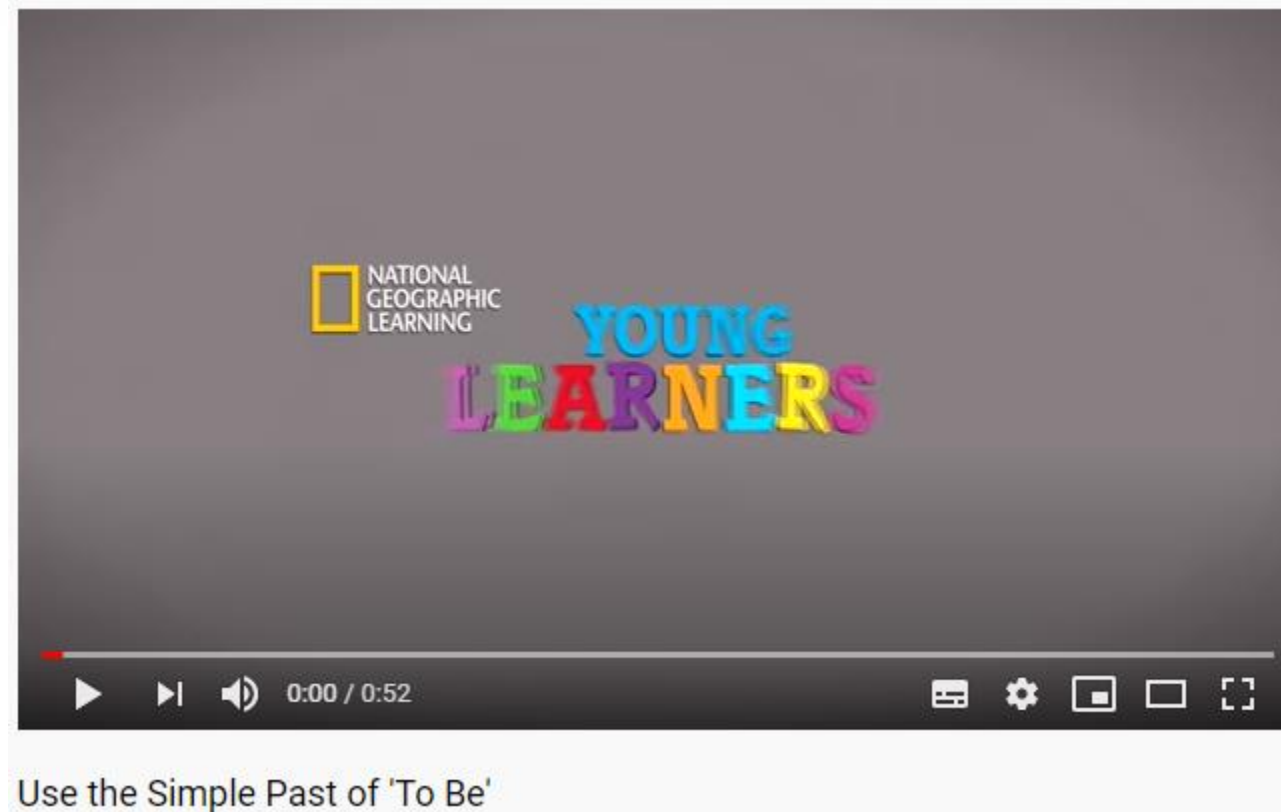 NATIONAL
GEOGRAPHIC
LEARNING
YOUNG
LEARNERS
0:00 / 0:52
Use the Simple Past of 'To Be'